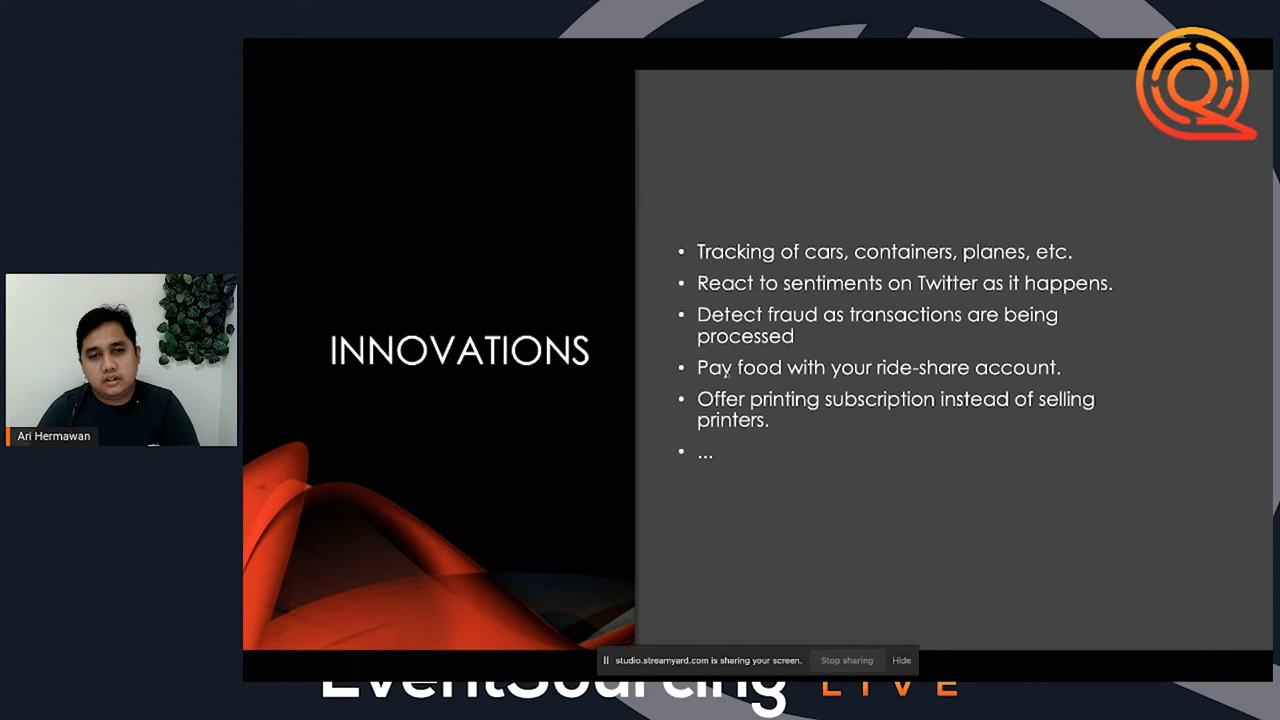 INNOVATIONS
• Tracking of cars, containers, planes, etc.
• React to sentiments on Twitter as it happens.
• Detect fraud as transactions are being
processed
• Pay food with your ride-share account.
• Offer printing subscription instead of selling
printers.
• ...
Ari Hermawan
studio.streamyard.com is sharing your screen.
Stop sharing
Hide
EventSourcing LIVE